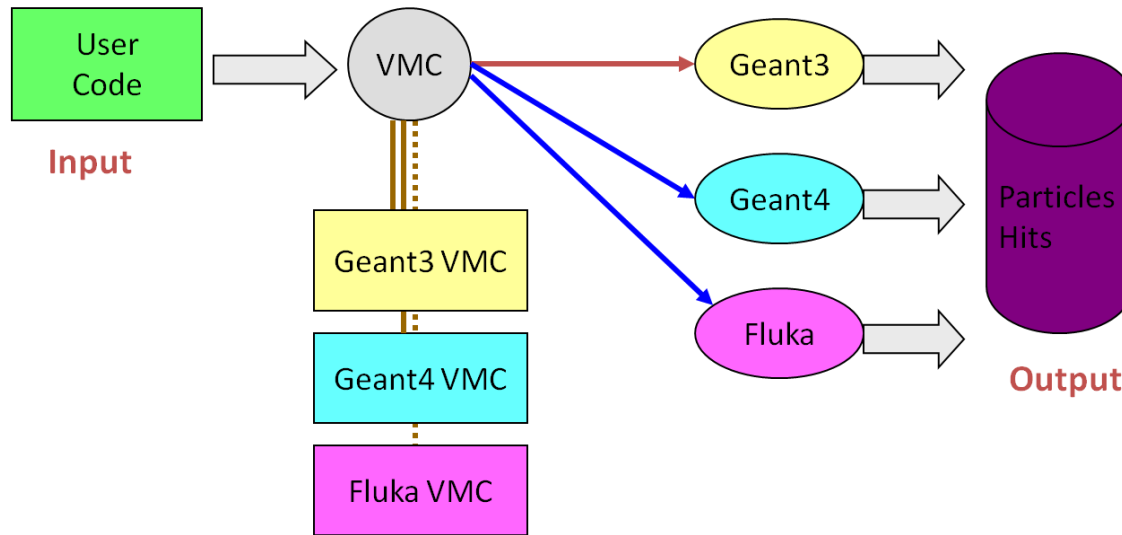 User
Code
Input
VMC
Geant3
Geant4
Fluka
Geant3 VMC
Geant4 VMC
Fluka VMC
Particles
Hits
Output